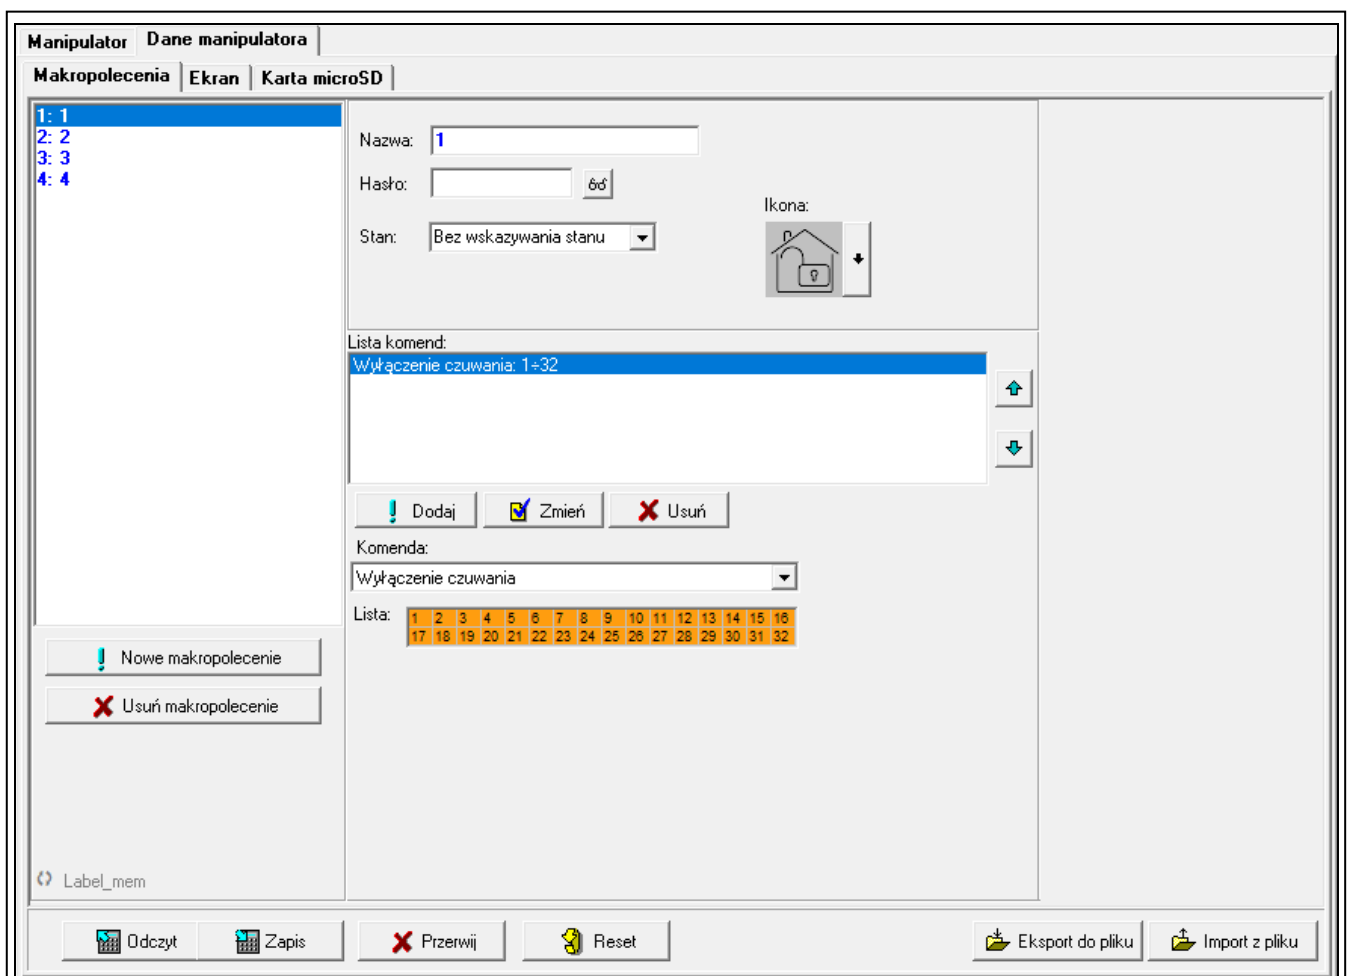 Manipulator Dane manipulatora
Makropolecenia Ekran Karta microSD
1: 1
2: 2
3: 3
4: 4
Nazwa: 1
Hasło:
Ikona:
Stan: Bez wskazywania stanu
Lista komend:
Wyłączenie czuwania: 1÷32
Dodaj Zmień Usuń
Komenda:
Wyłączenie czuwania
Lista: 1 2 3 4 5 6 7 8 9 10 11 12 13 14 15 16
17 18 19 20 21 22 23 24 25 26 27 28 29 30 31 32
Nowe makropolecenie
Usuń makropolecenie
Label_mem
Odczyt Zapis Przerwij Reset Eksport do pliku Import z pliku